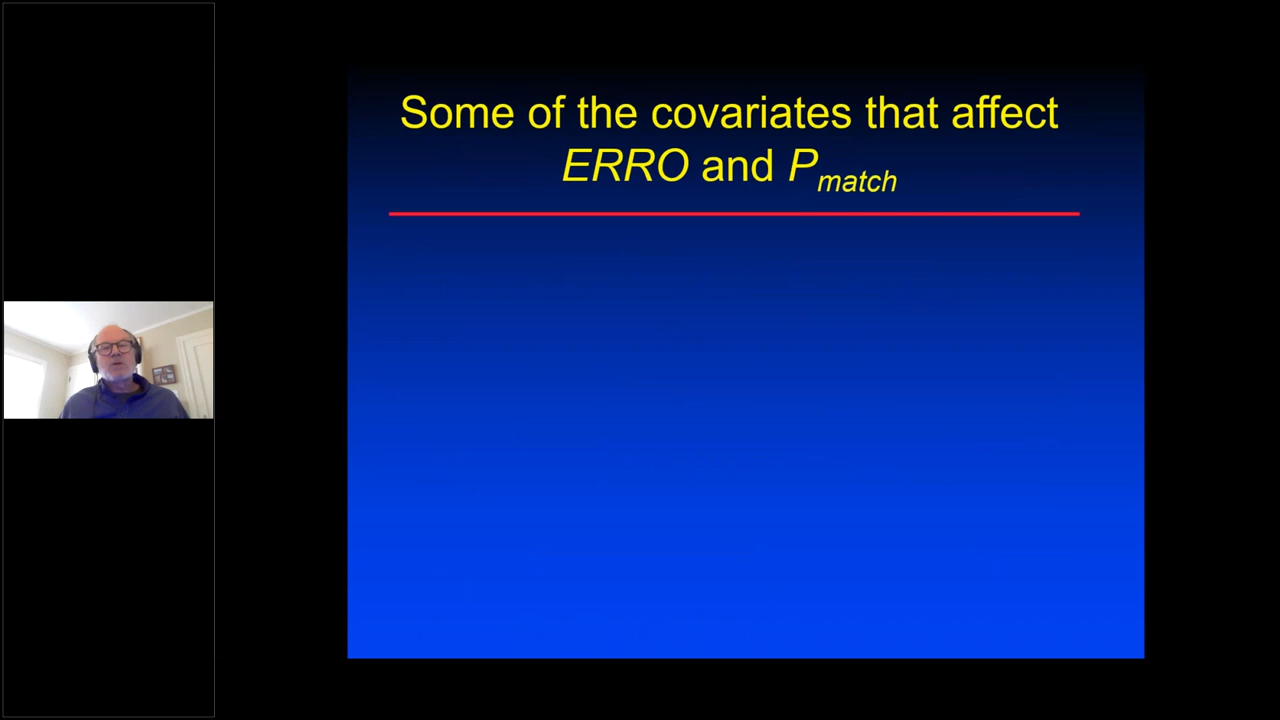 Some of the covariates that affect
ERRO and Pmatch